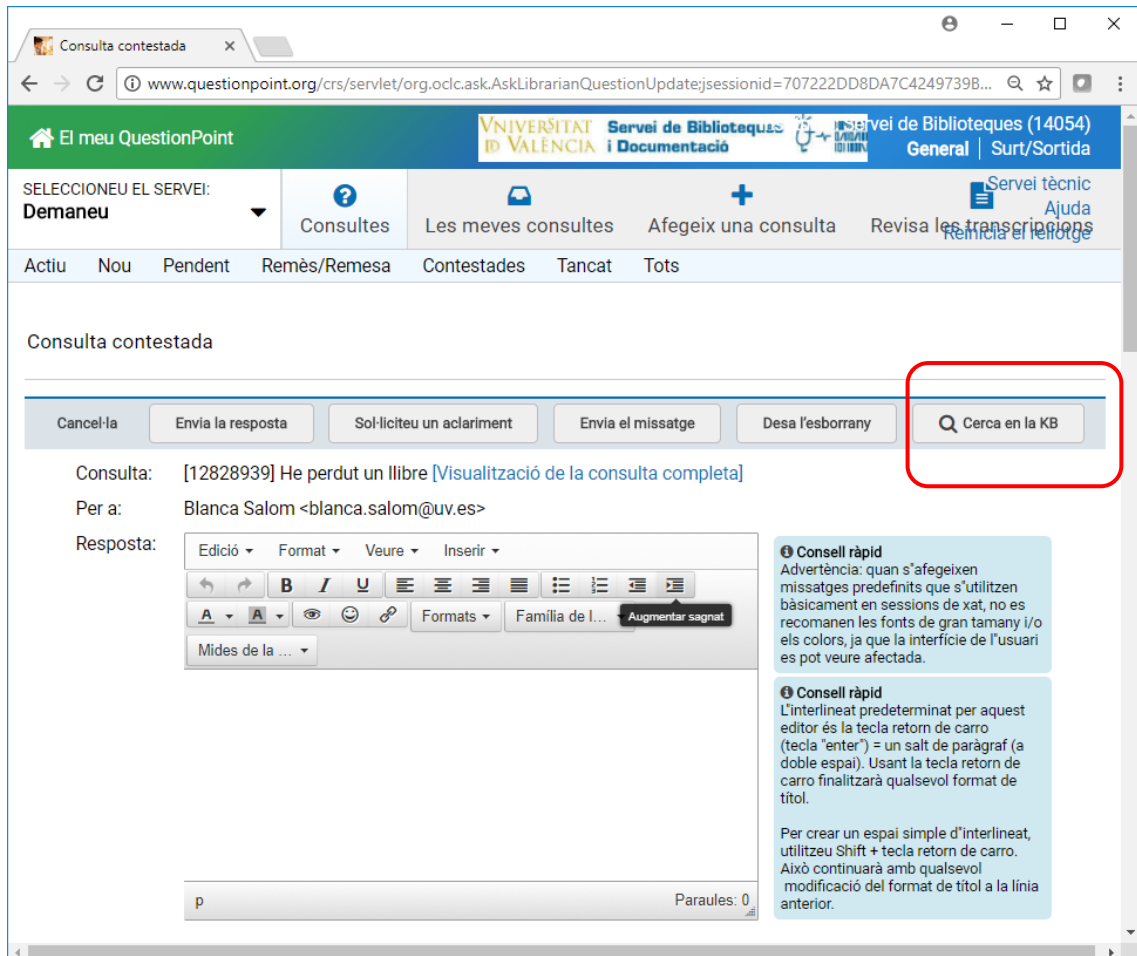 Consulta contestada
www.questionpoint.org/crs/servlet/org.oclc.ask.AskLibrarianQuestionUpdate;jsessionid=707222DD8DA7C4249739B...
El meu QuestionPoint
VNIVERSITAT
ID VALÈNCIA
Servei de Biblioteques
i Documentació
Servei de Biblioteques (14054)
General | Surt/Sortida
SELECCIONEU EL SERVEI:
Demaneu
Consultes
Les meves consultes
Afegeix una consulta
Revisa les transcripcions
Servei tècnic
Ajuda
Reinicia el rellotge
Actiu Nou Pendent Remès/Remesa Contestades Tancat Tots
Consulta contestada
Cancel·la Envia la resposta Sol·liciteu un aclariment Envia el missatge Desa l'esborrany Cerca en la KB
Consulta: [12828939] He perdut un llibre [Visualització de la consulta completa]
Per a: Blanca Salom <blanca.salom@uv.es>
Resposta:
Edició Format Veure Inserir
B I U
A A Formats Família de l... Augmentar sagnat
Mides de la ...
p Paraules: 0
Consell ràpid
Advertència: quan s"afegeixen
missatges predefinits que s"utilitzen
bàsicament en sessions de xat, no es
recomanen les fonts de gran tamany i/o
els colors, ja que la interfície de l"usuari
es pot veure afectada.
Consell ràpid
L"interlineat predeterminat per aquest
editor és la tecla retorn de carro
(tecla "enter") = un salt de paràgraf (a
doble espai). Usant la tecla retorn de
carro finalitzarà qualsevol format de
títol.
Per crear un espai simple d"interlineat,
utilitzeu Shift + tecla retorn de carro.
Això continuarà amb qualsevol
modificació del format de títol a la línia
anterior.